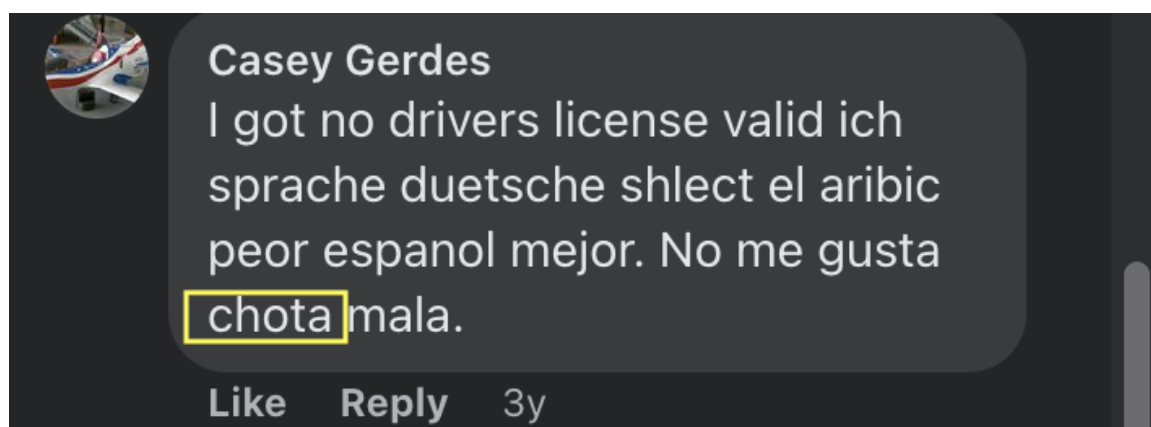 Casey Gerdes
I got no drivers license valid ich
sprache duetsche shlect el aribic
peor espanol mejor. No me gusta
chota mala.
Like Reply 3y